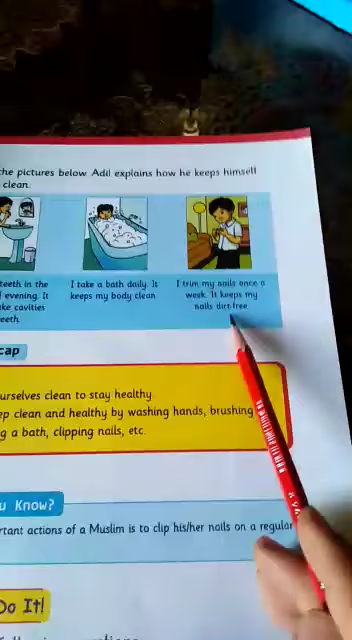 the pictures below. Adil explains how he keeps himself
clean.
teeth in the
evening. It
cavities
teeth.
I take a bath daily. It
keeps my body clean
I trim my nails once a
week. It keeps my
nails dirt-free
cap
urselves clean to stay healthy.
ep clean and healthy by washing hands, brushing
g a bath, clipping nails, etc.
u Know?
rtant actions of a Muslim is to clip his/her nails on a regular
Do It!